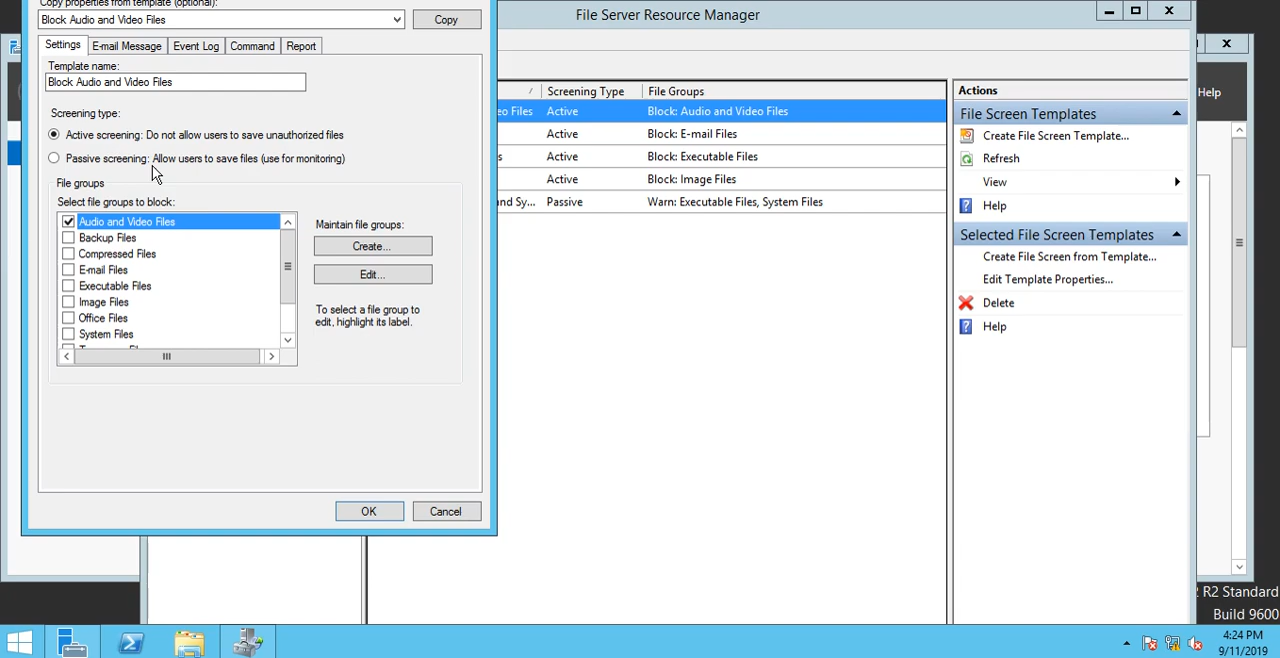 Copy properties from template (optional):
Block Audio and Video Files
Copy
Settings
E-mail Message
Event Log
Command
Report
Template name:
Block Audio and Video Files
Screening type:
Active screening: Do not allow users to save unauthorized files
Passive screening: Allow users to save files (use for monitoring)
File groups
Select file groups to block:
Audio and Video Files
Backup Files
Compressed Files
E-mail Files
Executable Files
Image Files
Office Files
System Files
Maintain file groups:
Create...
Edit...
To select a file group to
edit, highlight its label.
OK
Cancel
File Server Resource Manager
Screening Type
File Groups
eo Files
Active
Block: Audio and Video Files
Active
Block: E-mail Files
s
Active
Block: Executable Files
Active
Block: Image Files
nd Sy...
Passive
Warn: Executable Files, System Files
Actions
File Screen Templates
Create File Screen Template...
Refresh
View
Help
Selected File Screen Templates
Create File Screen from Template...
Edit Template Properties...
Delete
Help
Help
R2 Standard
Build 9600
4:24 PM
9/11/2019